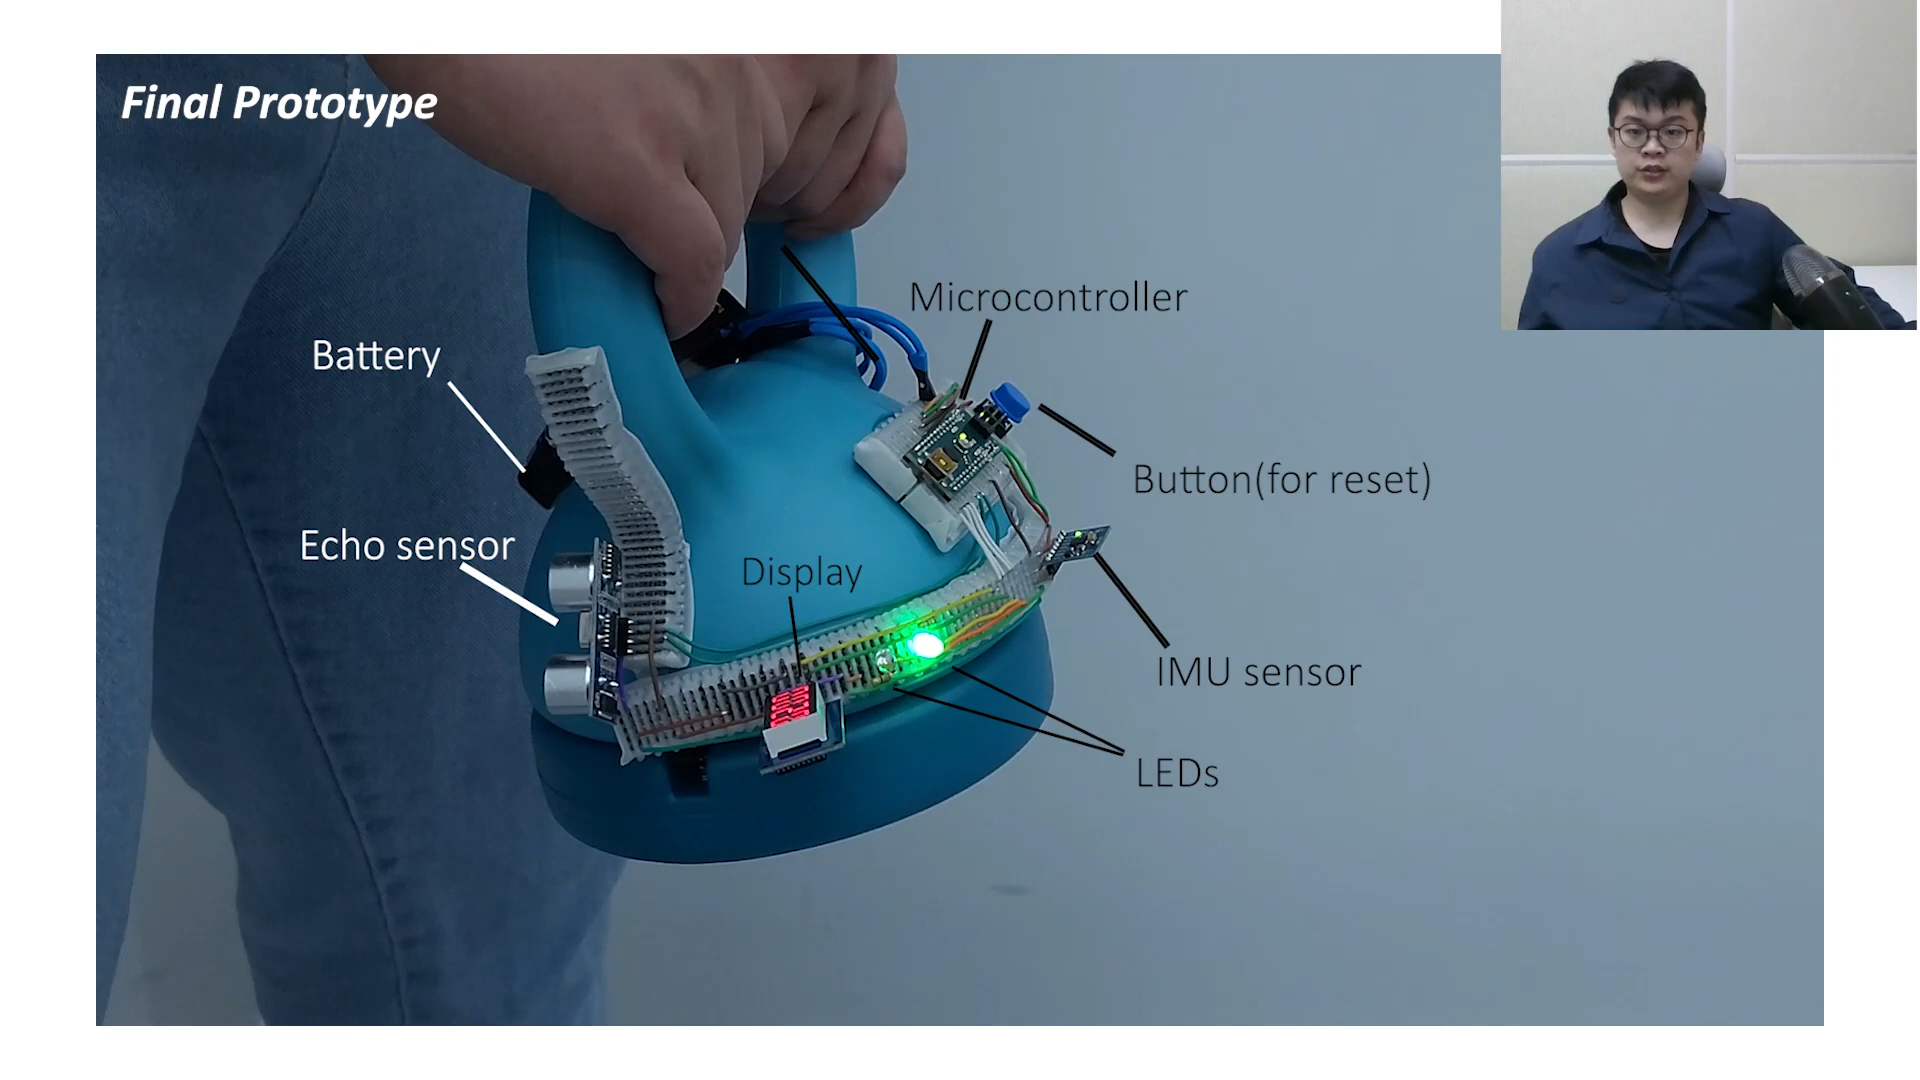 Final Prototype
Microcontroller
Battery
Button(for reset)
Echo sensor
Display
IMU sensor
LEDs